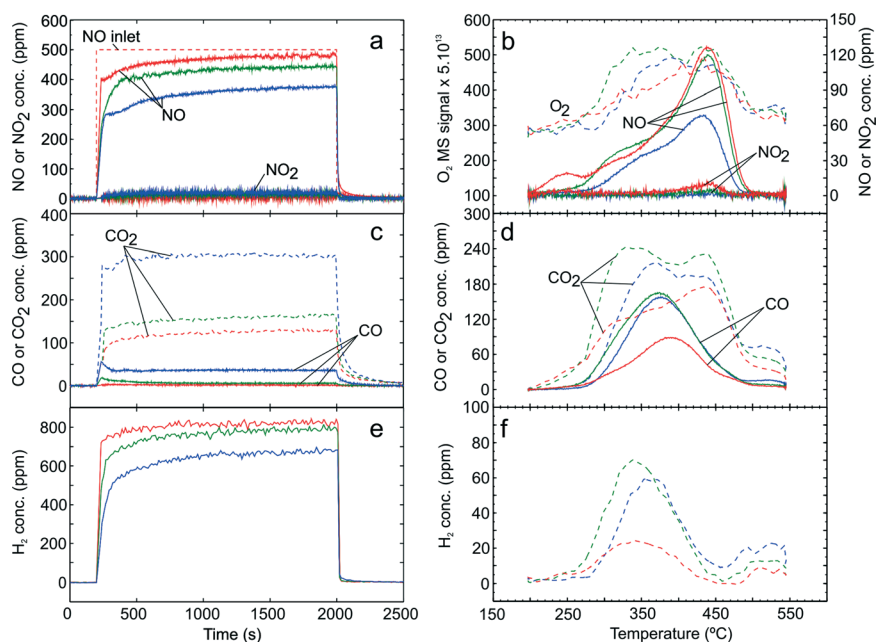 a
NO inlet
NO
NO₂
NO or NO₂ conc. (ppm)
600
500
400
300
200
100
0
b
O₂
NO
NO₂
O₂ MS signal x 5.10¹³
600
500
400
300
200
100
NO or NO₂ conc. (ppm)
150
120
90
60
30
0
c
CO₂
CO
CO or CO₂ conc. (ppm)
400
300
200
100
0
d
CO₂
CO
CO or CO₂ conc. (ppm)
300
240
180
120
60
0
e
H₂ conc. (ppm)
800
600
400
200
0
0
500
1000
1500
2000
2500
Time (s)
f
H₂ conc. (ppm)
100
80
60
40
20
0
150
250
350
450
550
Temperature (ºC)